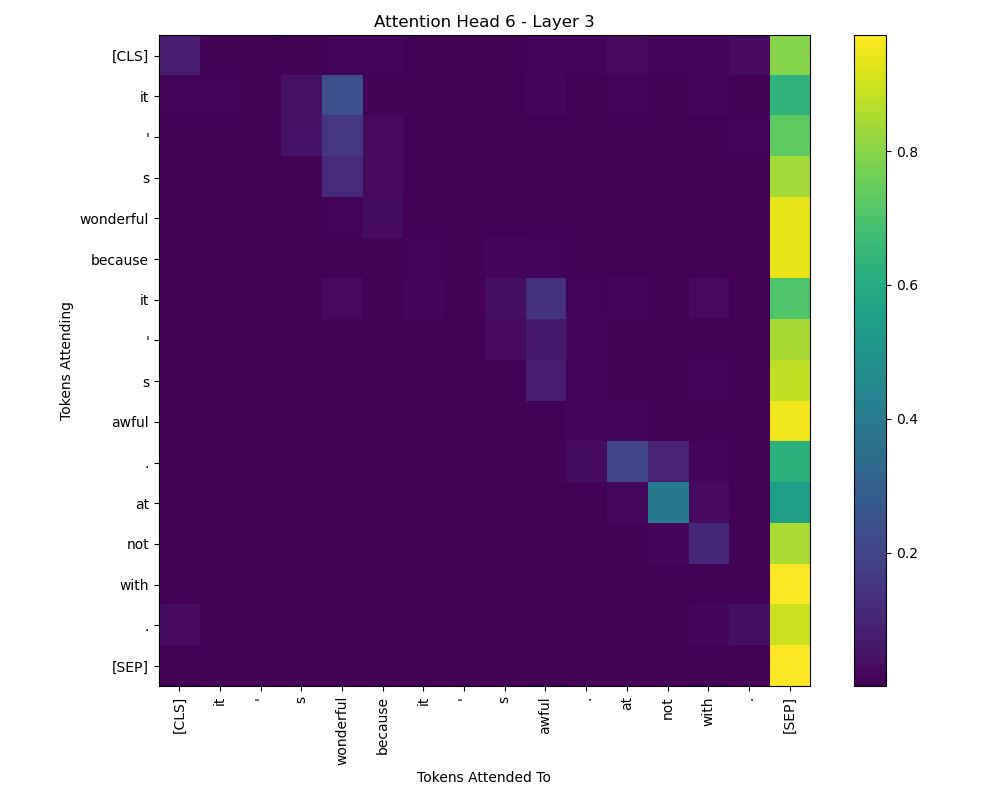 Attention Head 6 - Layer 3
[CLS]
it
'
s
wonderful
because
it
'
s
awful
.
at
not
with
.
[SEP]
Tokens Attending
[CLS] it ' s wonderful because it ' s awful . at not with . [SEP]
Tokens Attended To
0.8
0.6
0.4
0.2